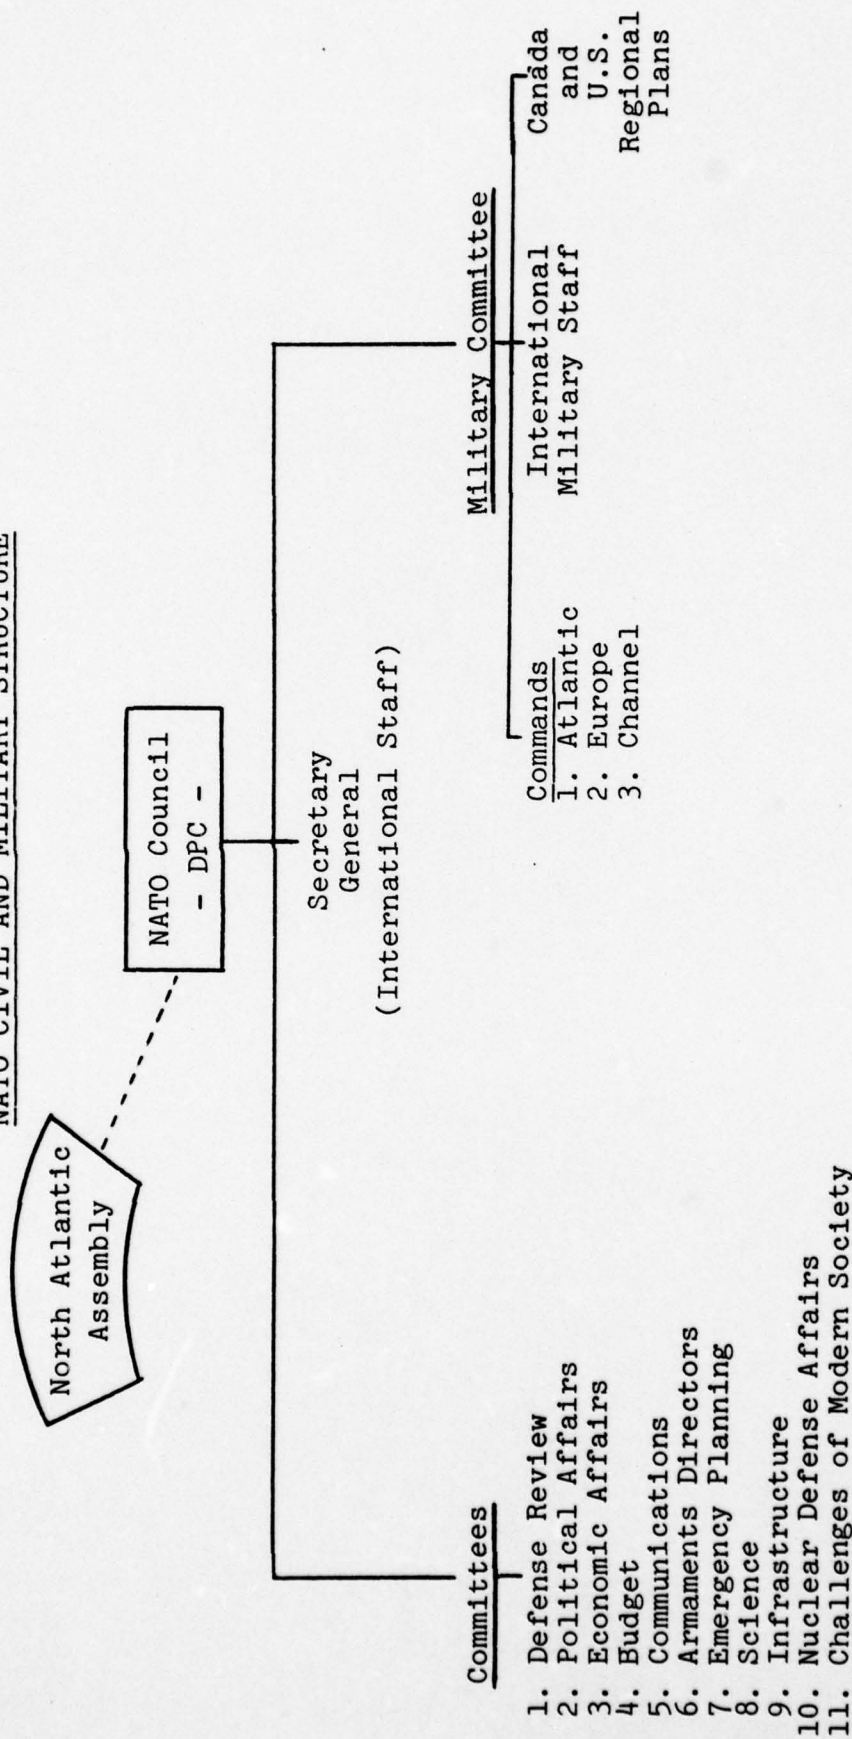 NATO CIVIL AND MILITARY STRUCTURE
North Atlantic
Assembly
NATO Council
- DPC -
Secretary
General
(International Staff)
Committees
1. Defense Review
2. Political Affairs
3. Economic Affairs
4. Budget
5. Communications
6. Armaments Directors
7. Emergency Planning
8. Science
9. Infrastructure
10. Nuclear Defense Affairs
11. Challenges of Modern Society
Military Committee
Commands
1. Atlantic
2. Europe
3. Channel
International
Military Staff
Canada
and
U.S.
Regional
Plans